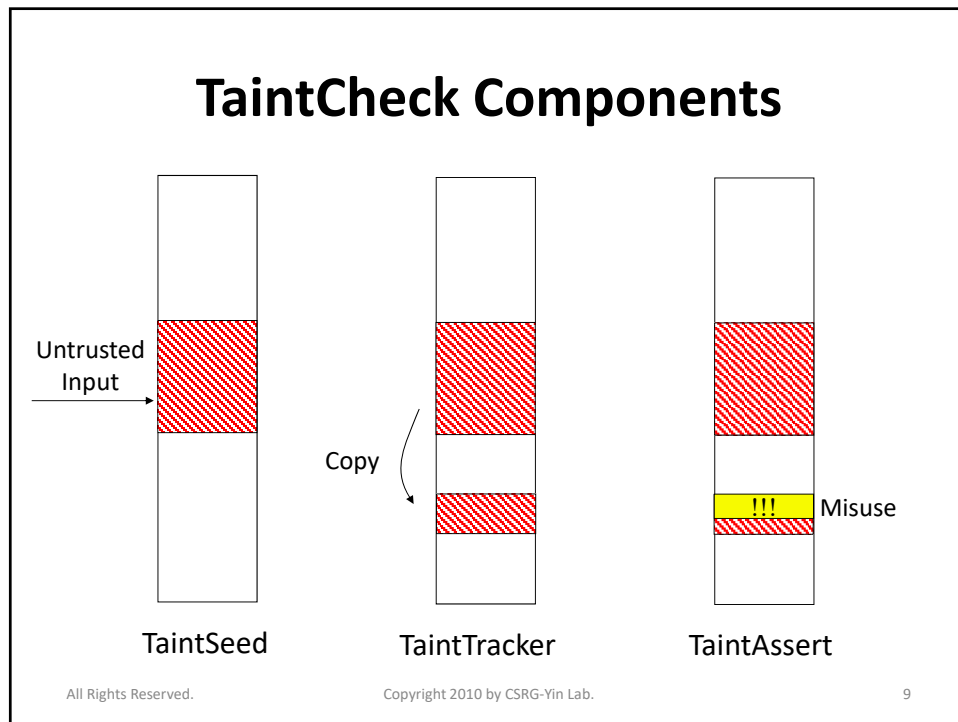 TaintCheck Components
Untrusted
Input
Copy
!!!
Misuse
TaintSeed
TaintTracker
TaintAssert
All Rights Reserved.
Copyright 2010 by CSRG-Yin Lab.
9